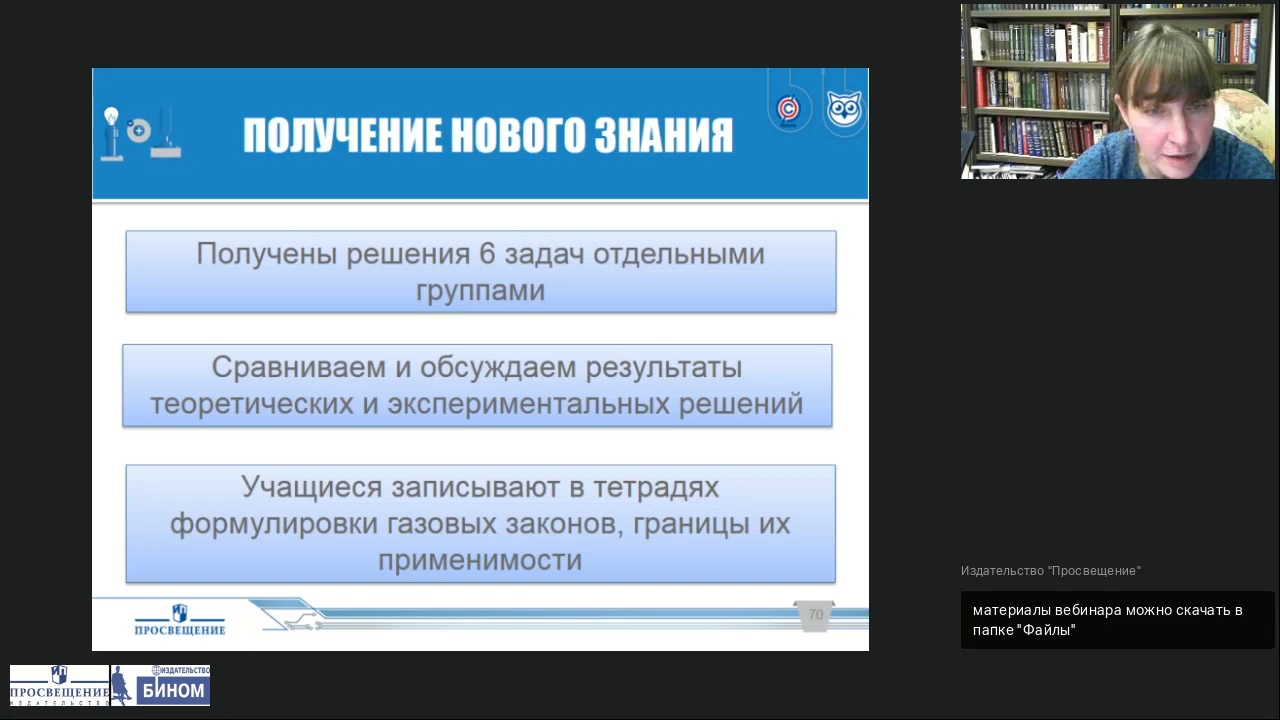 ПОЛУЧЕНИЕ НОВОГО ЗНАНИЯ
Получены решения 6 задач отдельными
группами
Сравниваем и обсуждаем результаты
теоретических и экспериментальных решений
Учащиеся записывают в тетрадях
формулировки газовых законов, границы их
применимости
ПРОСВЕЩЕНИЕ
70
Издательство "Просвещение"
материалы вебинара можно скачать в
папке "Файлы"
ПРОСВЕЩЕНИЕ
ИЗДАТЕЛЬСТВО
ИЗДАТЕЛЬСТВО
БИНОМ